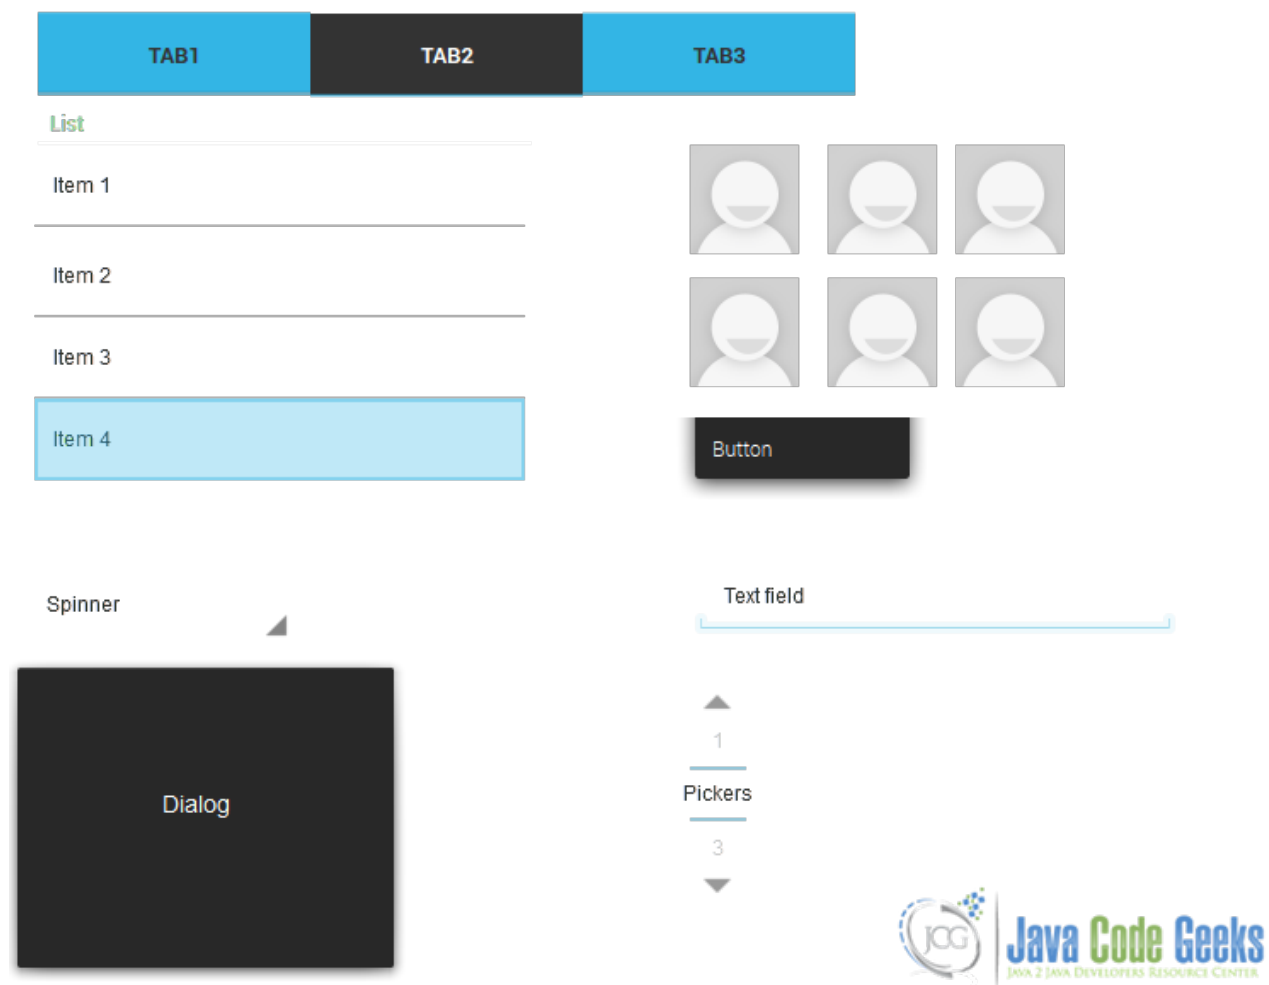 TAB1 TAB2 TAB3
List
Item 1
Item 2
Item 3
Item 4
Button
Spinner
Text field
Dialog
1
Pickers
3
JCG
Java Code Geeks
JAVA 2 JAVA DEVELOPERS RESOURCE CENTER